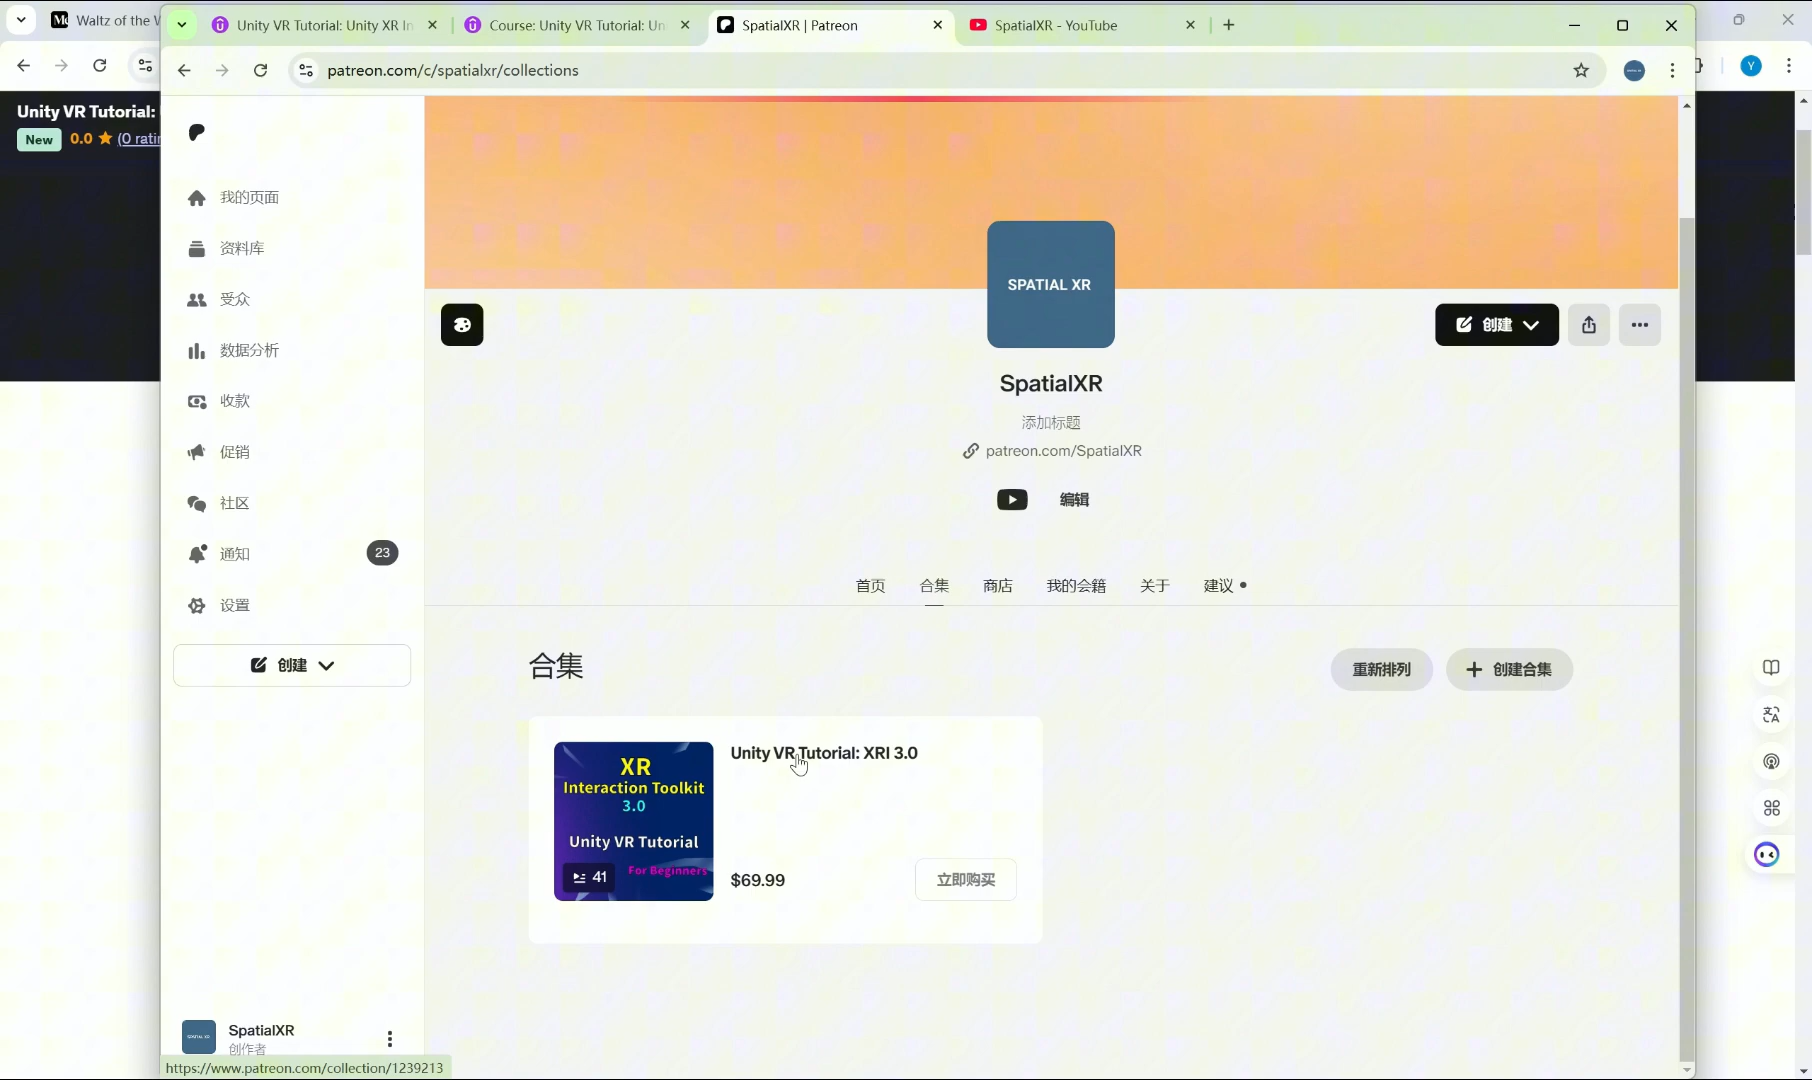 Waltz of the
Unity VR Tutorial: Unity XR In
Course: Unity VR Tutorial: Un
SpatialXR | Patreon
SpatialXR - YouTube
patreon.com/c/spatialxr/collections
Y
Unity VR Tutorial:
New 0.0 (0 ratin
我的页面
资料库
受众
数据分析
收款
促销
社区
通知 23
设置
创建
SPATIAL XR
创建
SpatialXR
添加标题
patreon.com/SpatialXR
编辑
首页 合集 商店 我的会籍 关于 建议
合集
重新排列
创建合集
XR
Interaction Toolkit
3.0
Unity VR Tutorial
For Beginners
41
Unity VR Tutorial: XRI 3.0
$69.99
立即购买
SpatialXR
创作者
https://www.patreon.com/collection/1239213